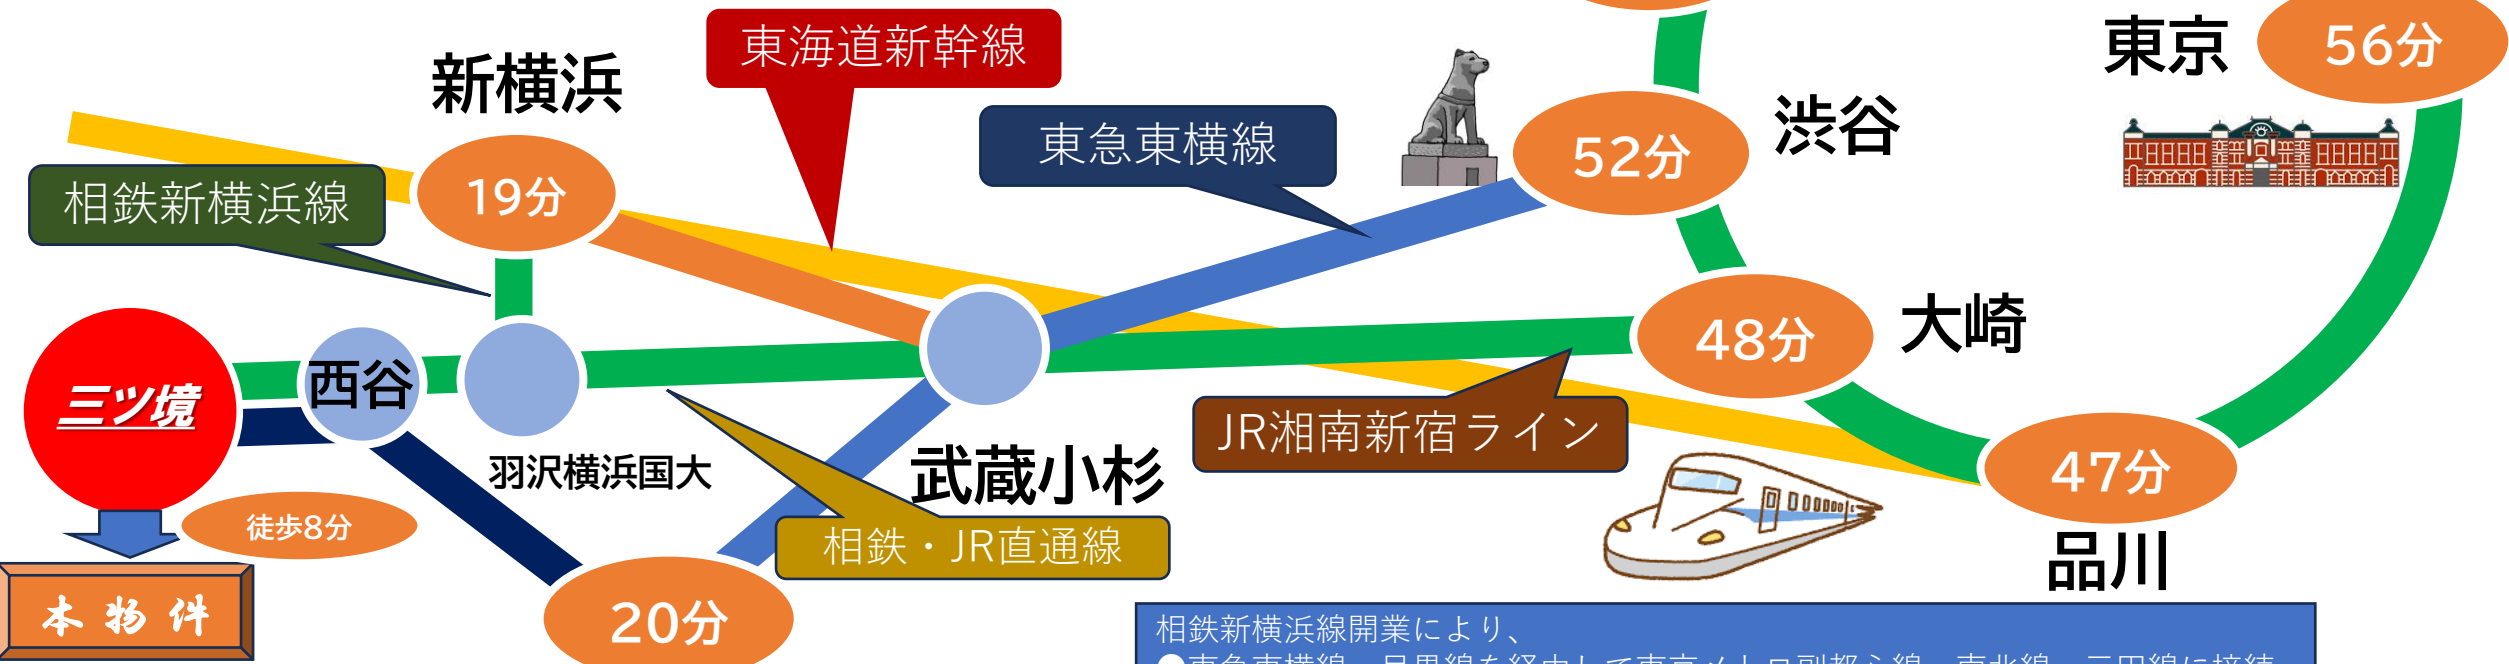 東海道新幹線
東京
56分
新横浜
東急東横線
渋谷
52分
相鉄新横浜線
19分
大崎
48分
西谷
三ツ境
JR湘南新宿ライン
武蔵小杉
羽沢横浜国大
47分
徒歩8分
相鉄・JR直通線
品川
本物件
20分
相鉄新横浜線開業により、